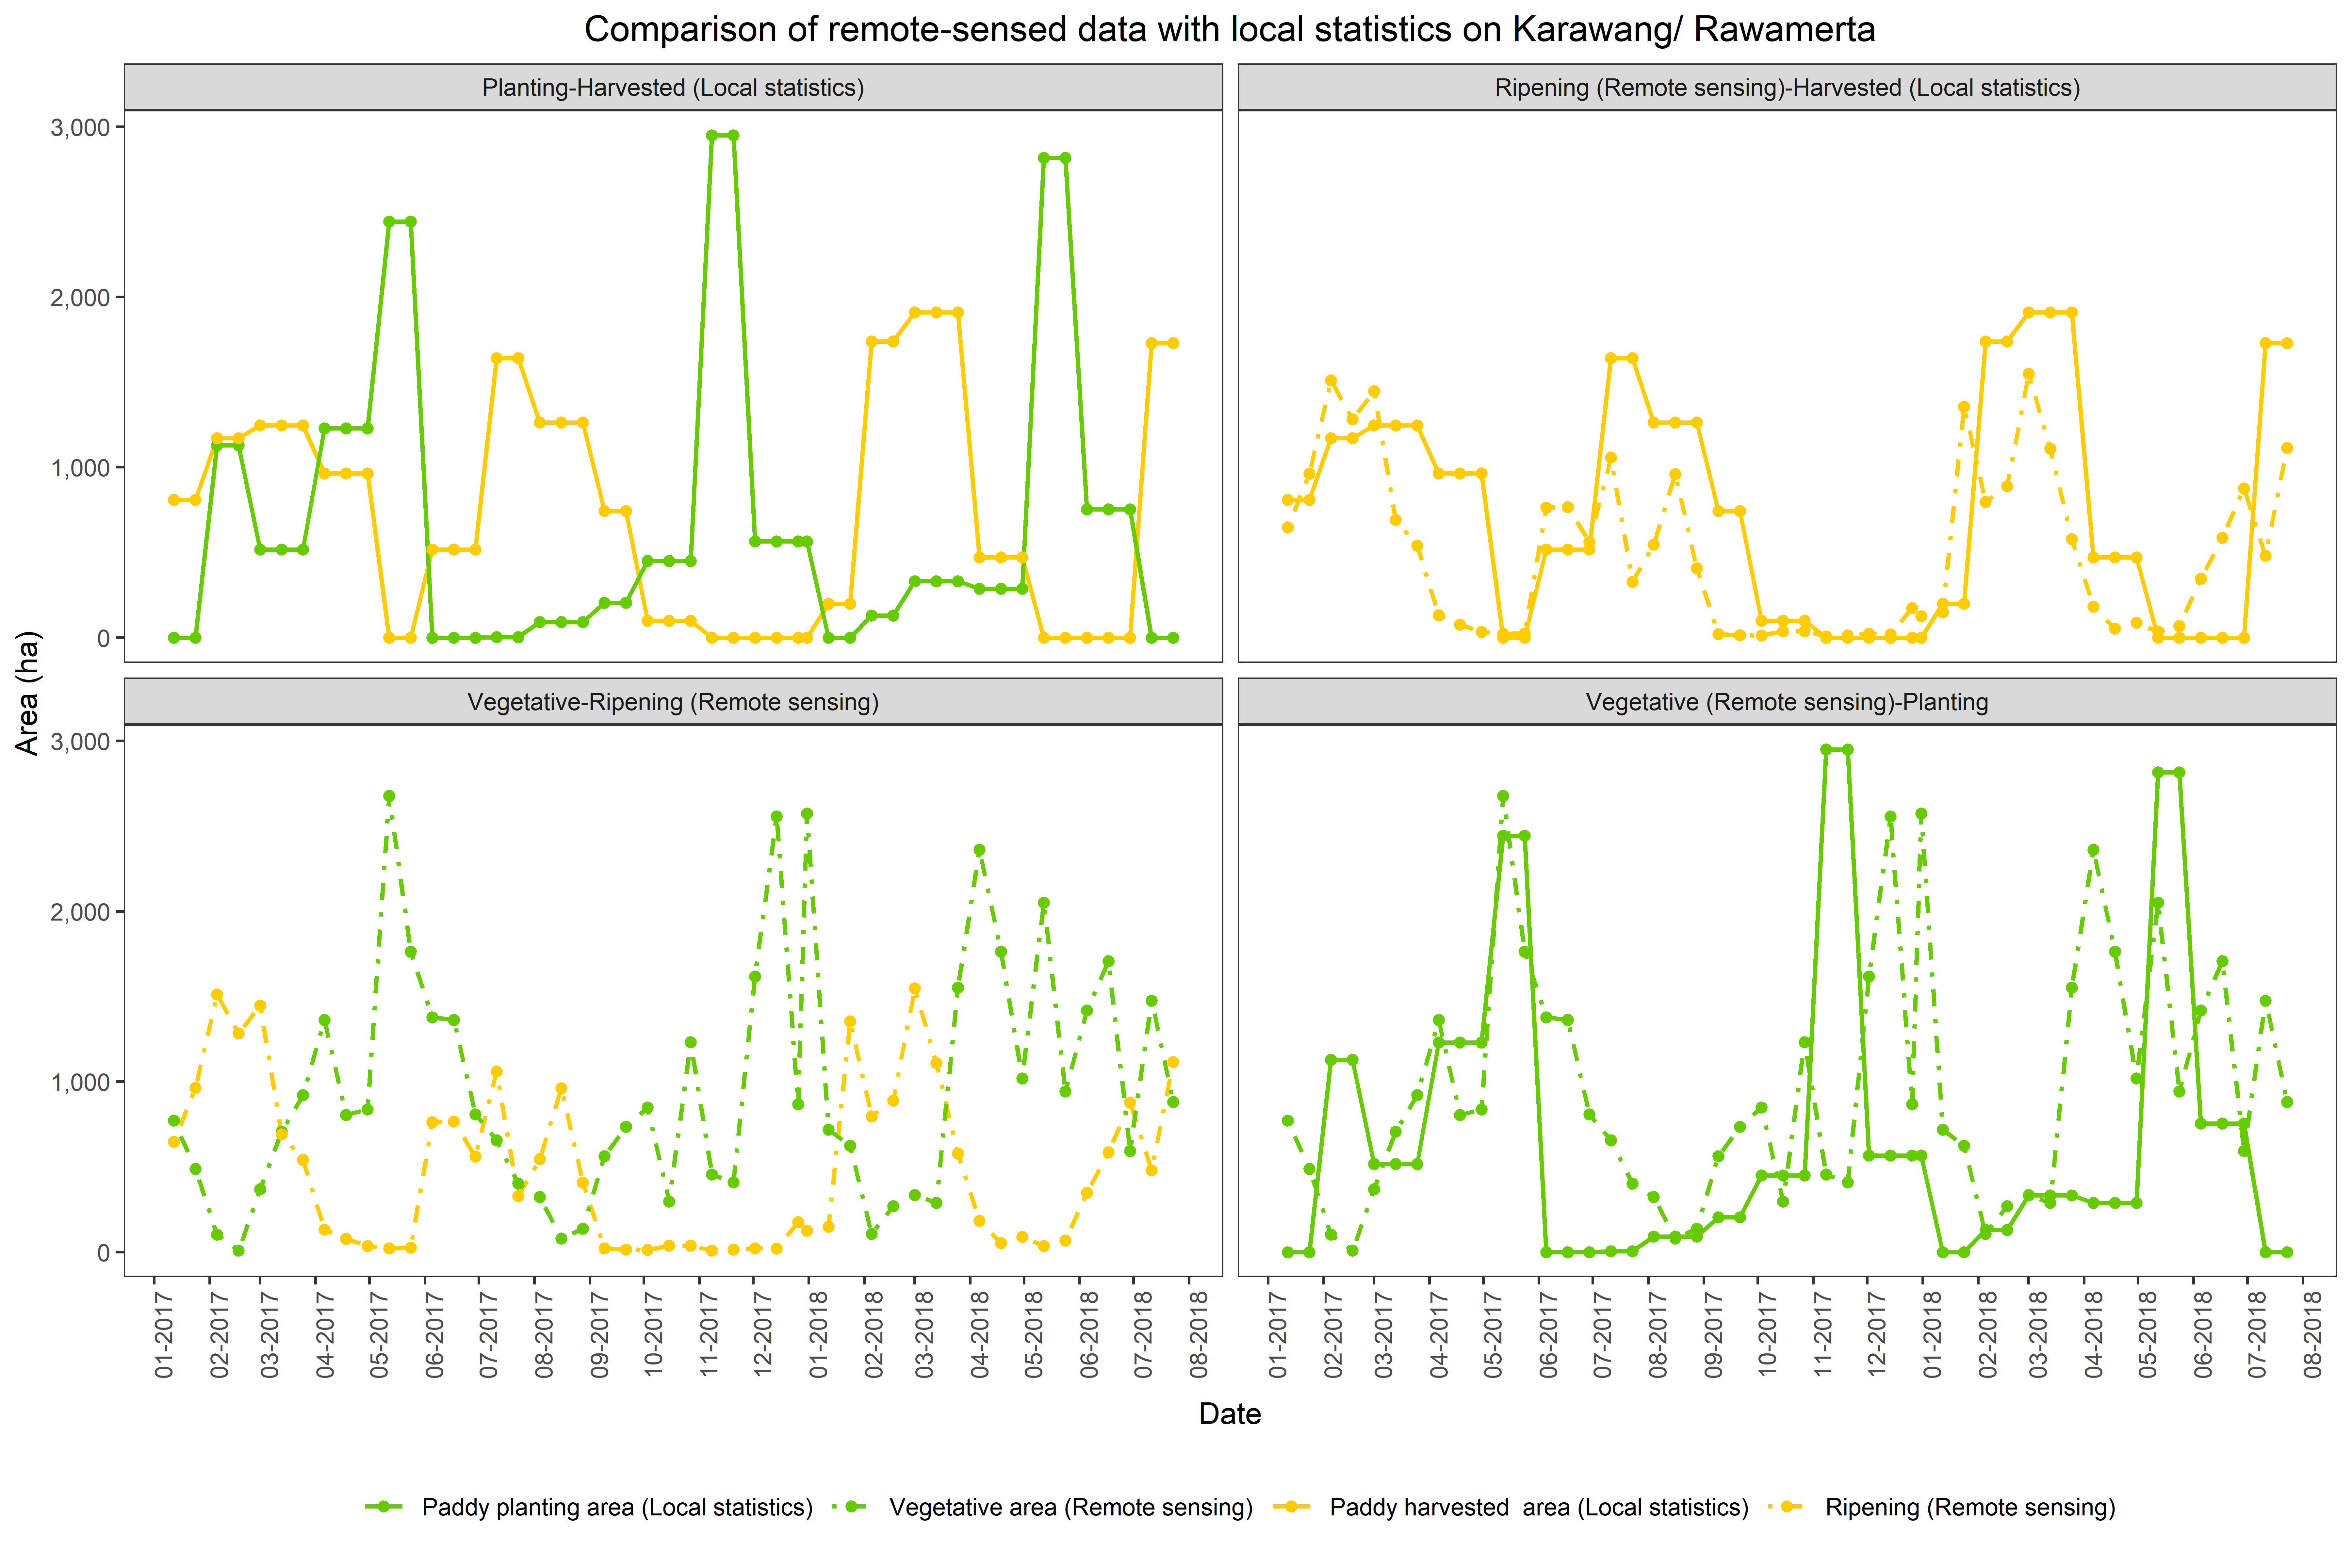 Comparison of remote-sensed data with local statistics on Karawang/ Rawamerta
Planting-Harvested (Local statistics)
Ripening (Remote sensing)-Harvested (Local statistics)
3,000
2,000
1,000
0
Area (ha)
Vegetative-Ripening (Remote sensing)
Vegetative (Remote sensing)-Planting
3,000
2,000
1,000
0
01-2017 02-2017 03-2017 04-2017 05-2017 06-2017 07-2017 08-2017 09-2017 10-2017 11-2017 12-2017 01-2018 02-2018 03-2018 04-2018 05-2018 06-2018 07-2018 08-2018
01-2017 02-2017 03-2017 04-2017 05-2017 06-2017 07-2017 08-2017 09-2017 10-2017 11-2017 12-2017 01-2018 02-2018 03-2018 04-2018 05-2018 06-2018 07-2018 08-2018
Date
Paddy planting area (Local statistics) Vegetative area (Remote sensing) Paddy harvested  area (Local statistics) Ripening (Remote sensing)